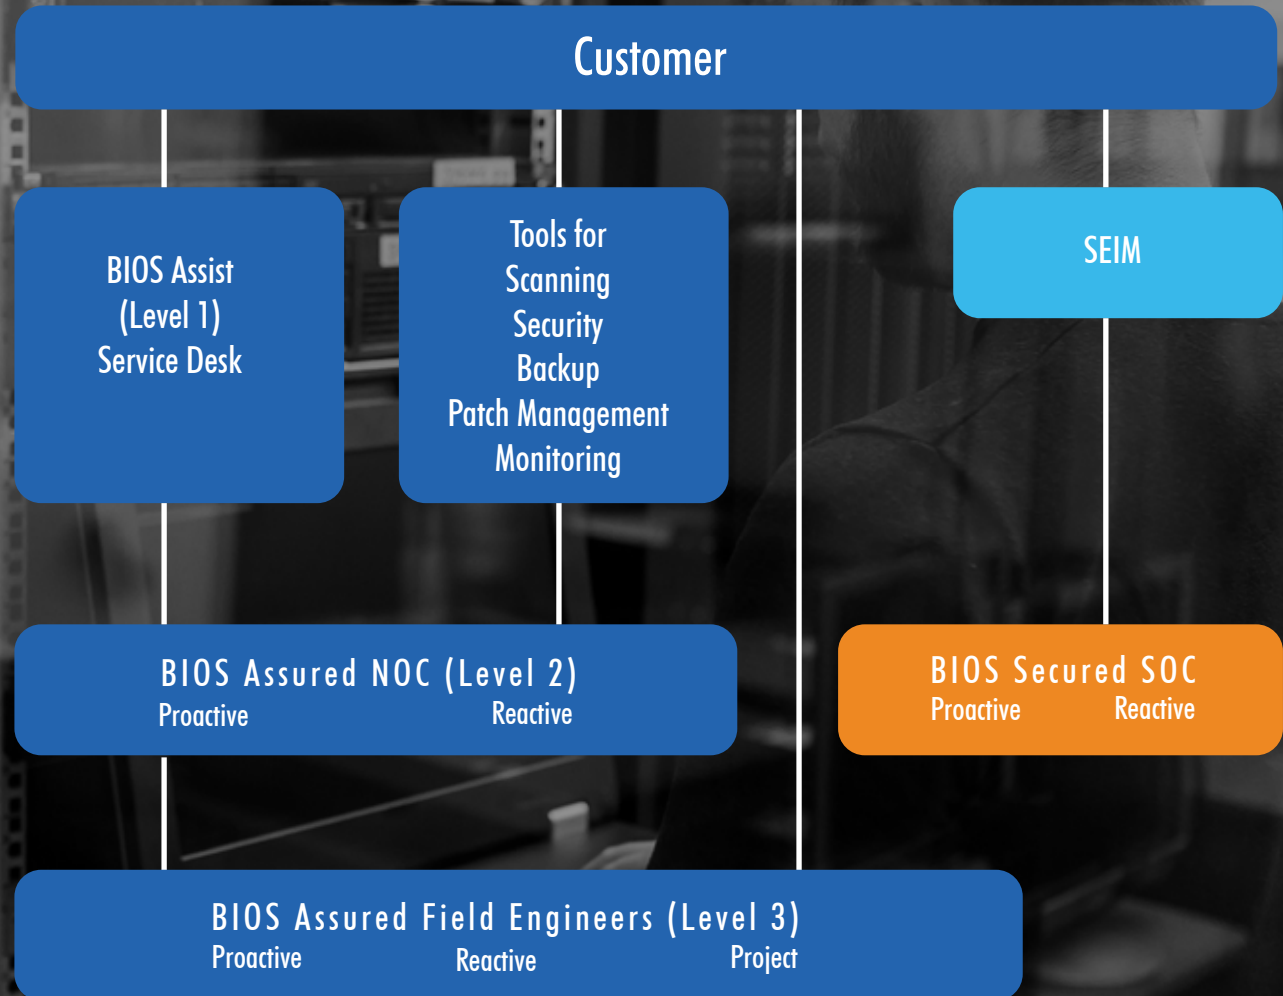 Customer
BIOS Assist
(Level 1)
Service Desk
Tools for
Scanning
Security
Backup
Patch Management
Monitoring
SEIM
BIOS Assured NOC (Level 2)
Proactive Reactive
BIOS Secured SOC
Proactive Reactive
BIOS Assured Field Engineers (Level 3)
Proactive Reactive Project